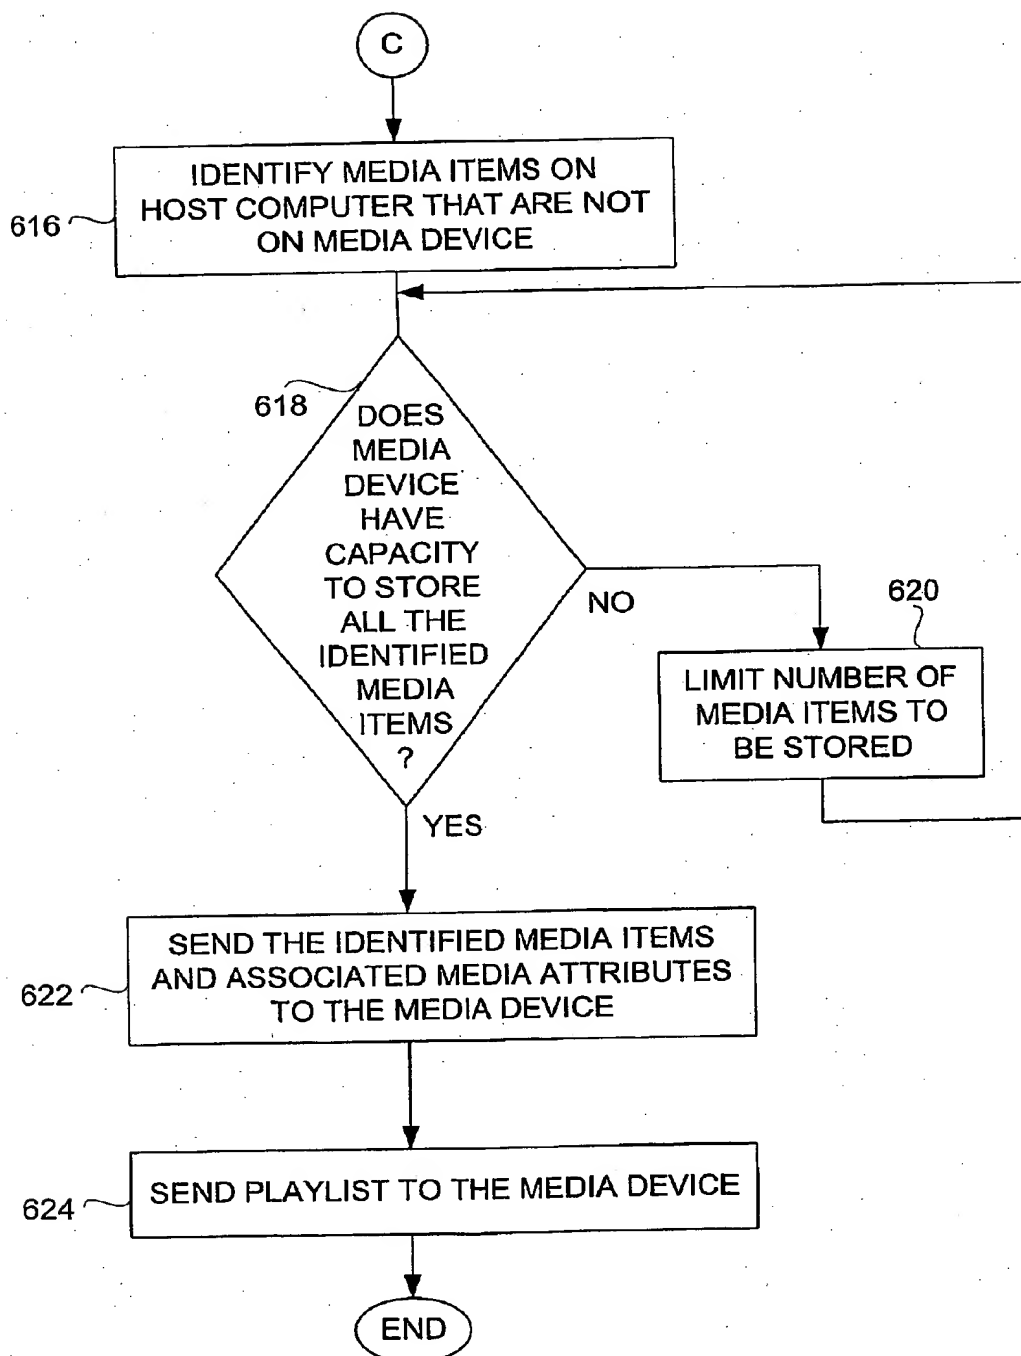 C
IDENTIFY MEDIA ITEMS ON
HOST COMPUTER THAT ARE NOT
ON MEDIA DEVICE
616
618
DOES
MEDIA
DEVICE
HAVE
CAPACITY
TO STORE
ALL THE
IDENTIFIED
MEDIA
ITEMS
?
NO
620
LIMIT NUMBER OF
MEDIA ITEMS TO
BE STORED
YES
SEND THE IDENTIFIED MEDIA ITEMS
AND ASSOCIATED MEDIA ATTRIBUTES
TO THE MEDIA DEVICE
622
SEND PLAYLIST TO THE MEDIA DEVICE
624
END